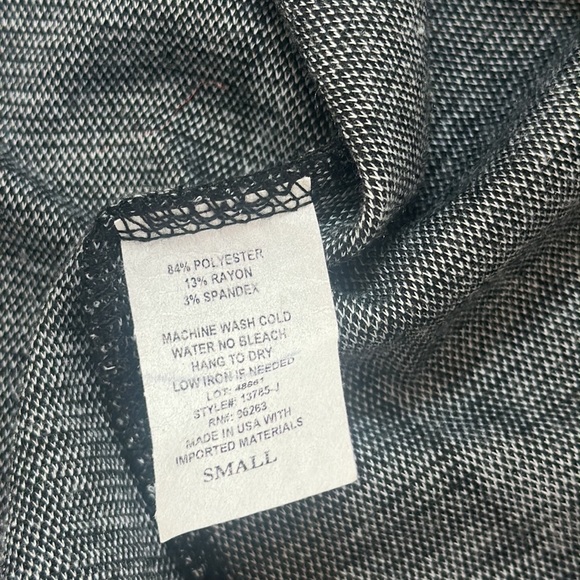 84% POLYESTER
13% RAYON
3% SPANDEX
MACHINE WASH COLD
WATER NO BLEACH
HANG TO DRY
LOW IRON IF NEEDED
LOT: 48661
STYLE#: 13785-J
RN#: 96263
MADE IN USA WITH
IMPORTED MATERIALS
SMALL